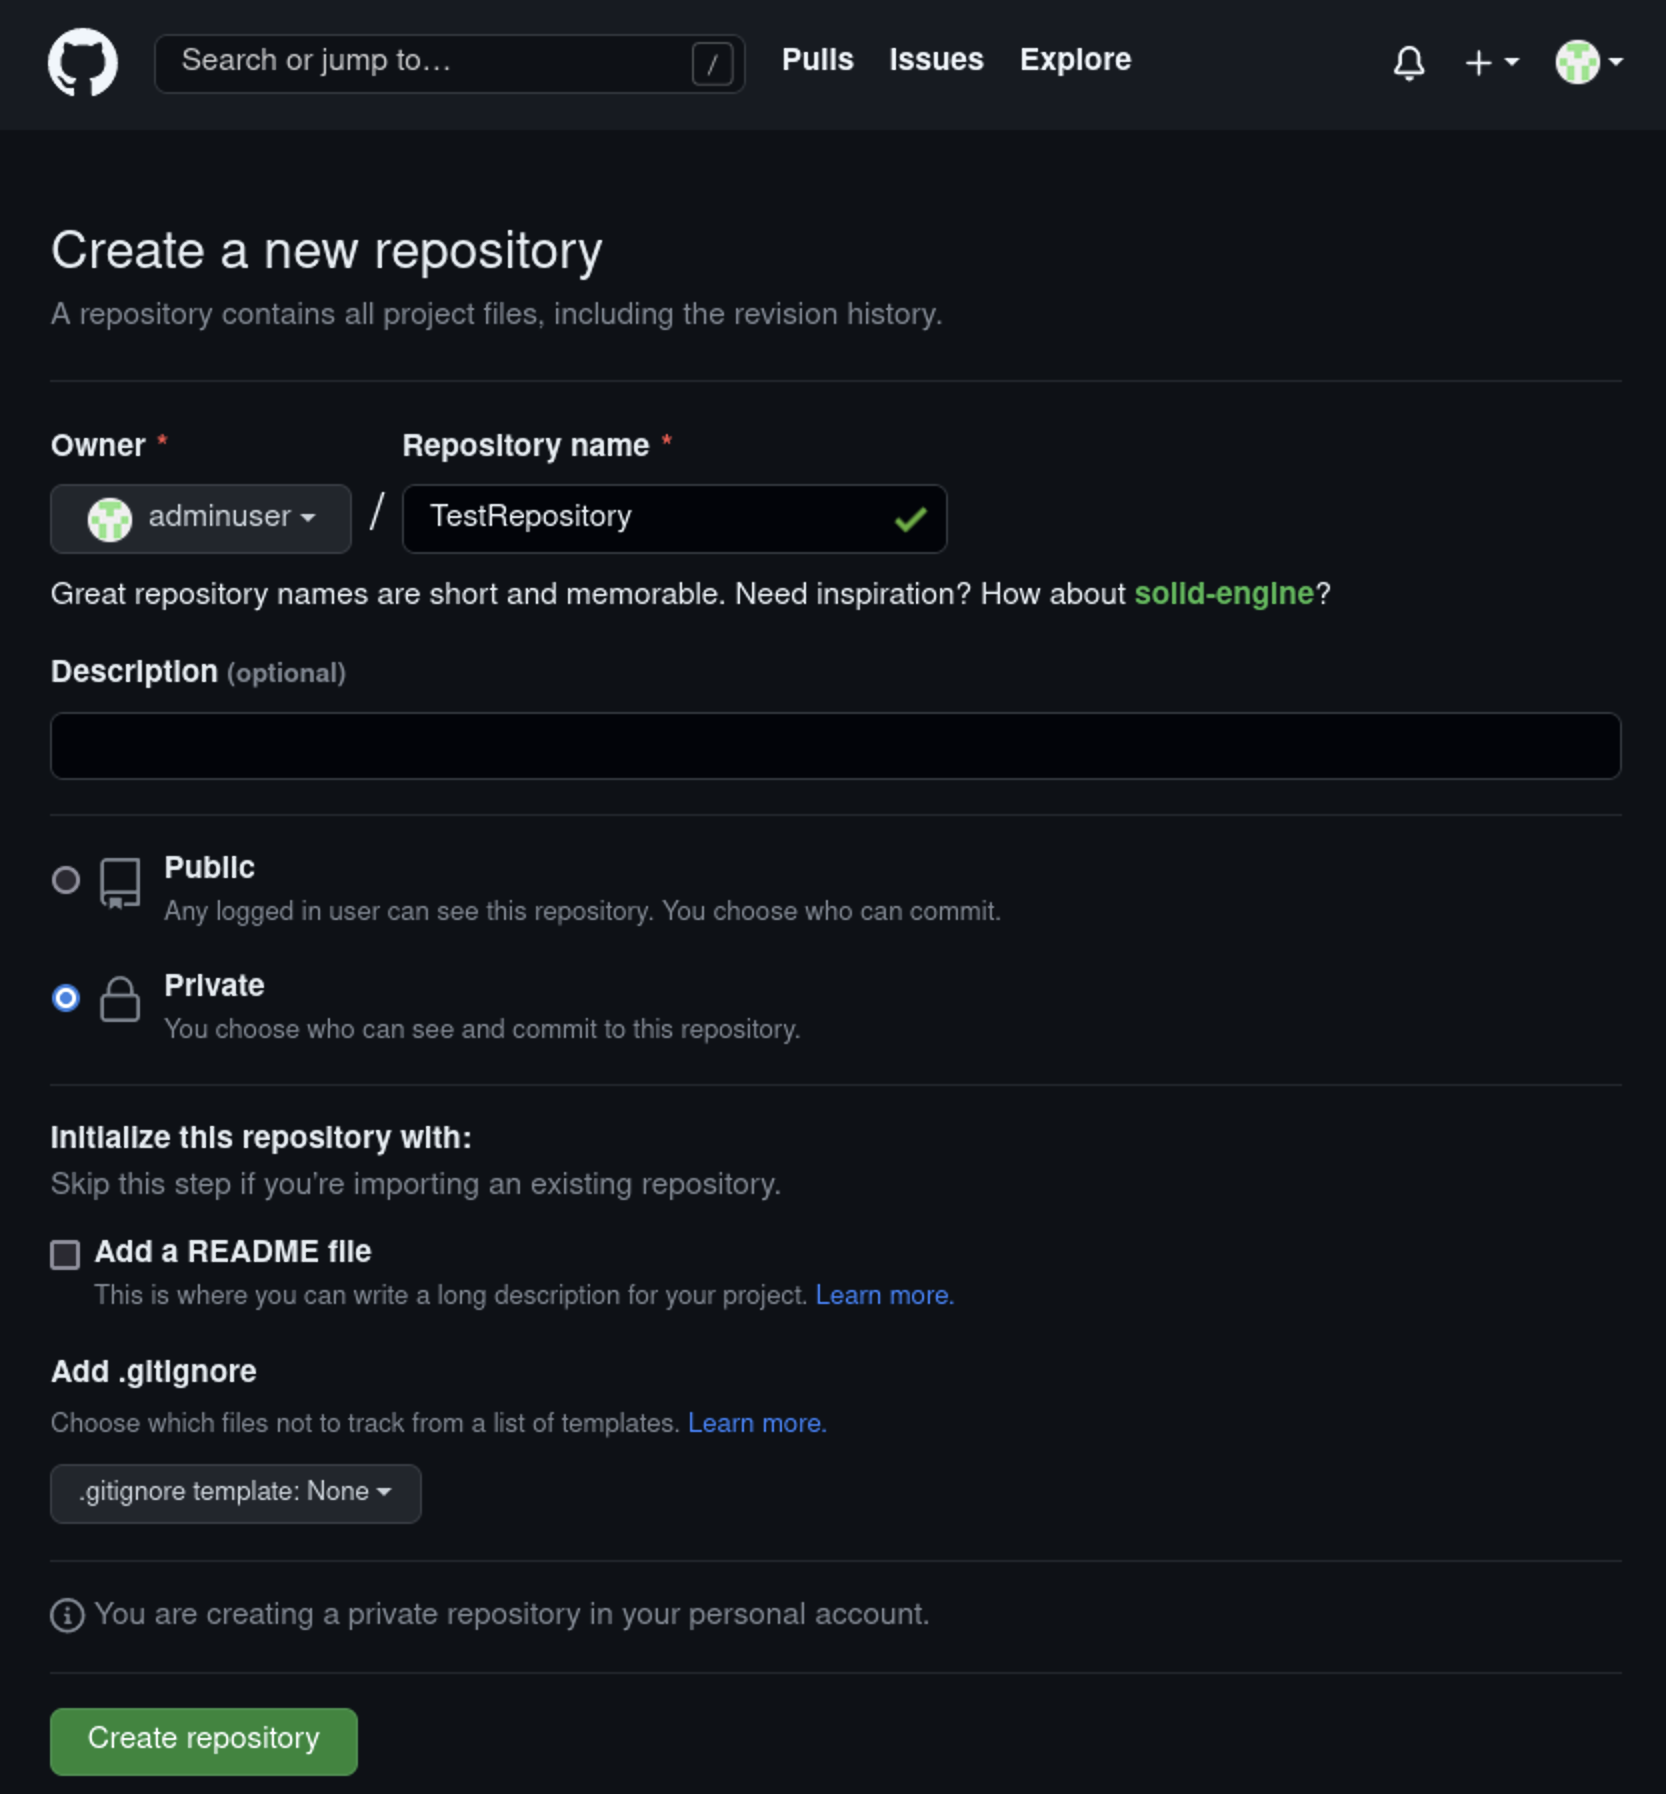 Search or jump to... /
Pulls Issues Explore
Create a new repository
A repository contains all project files, including the revision history.
Owner * Repository name *
adminuser / TestRepository
Great repository names are short and memorable. Need inspiration? How about solid-engine?
Description (optional)
Public
Any logged in user can see this repository. You choose who can commit.
Private
You choose who can see and commit to this repository.
Initialize this repository with:
Skip this step if you're importing an existing repository.
Add a README file
This is where you can write a long description for your project. Learn more.
Add .gitignore
Choose which files not to track from a list of templates. Learn more.
.gitignore template: None
You are creating a private repository in your personal account.
Create repository